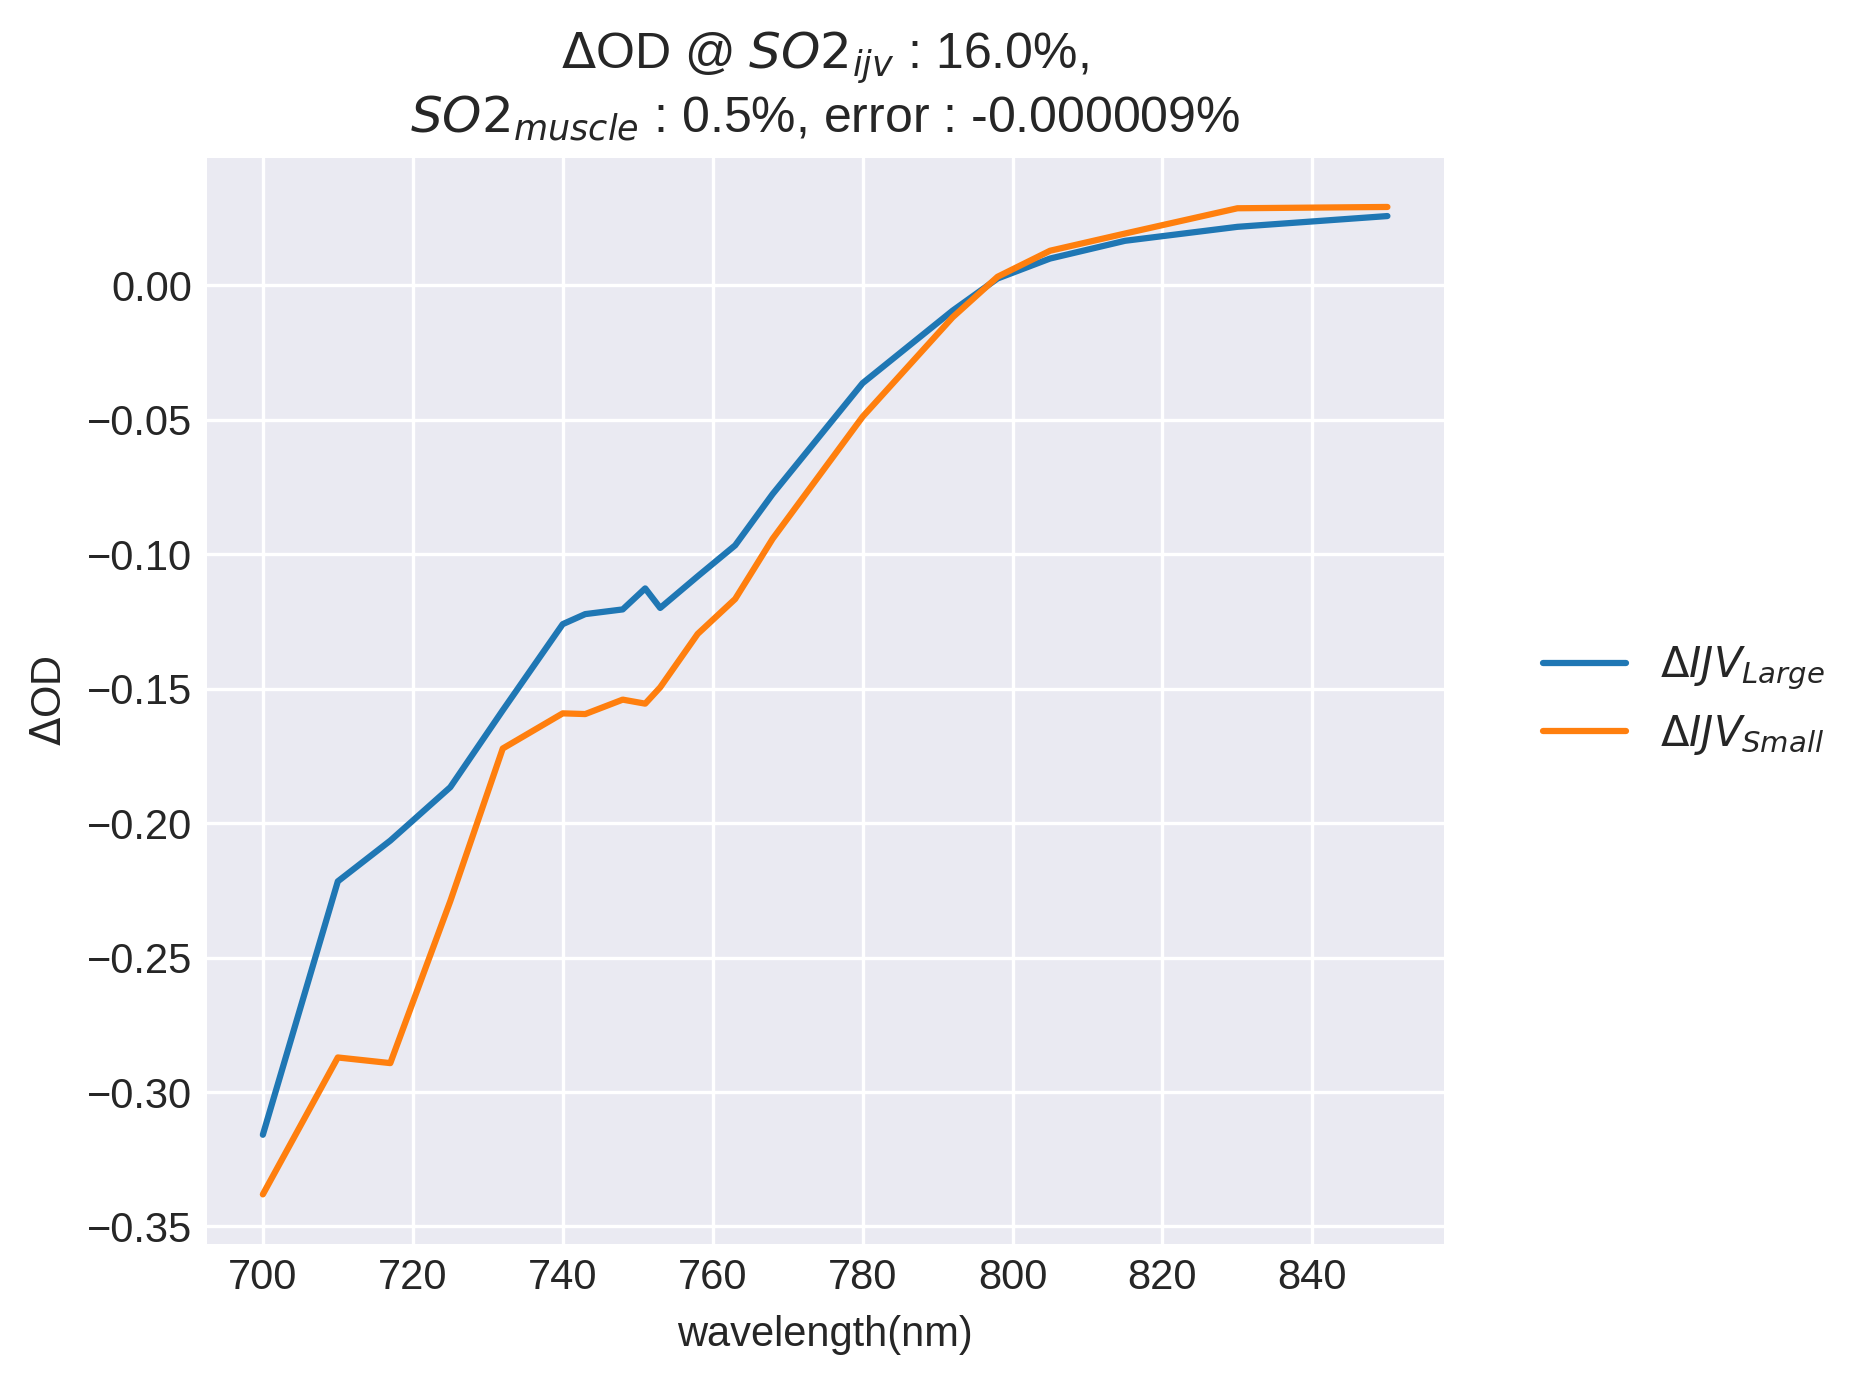 ΔOD @ SO2ijv : 16.0%,
SO2muscle : 0.5%, error : -0.000009%
0.00
−0.05
−0.10
−0.15
−0.20
−0.25
−0.30
−0.35
ΔOD
700 720 740 760 780 800 820 840
wavelength(nm)
ΔIJVLarge
ΔIJVSmall